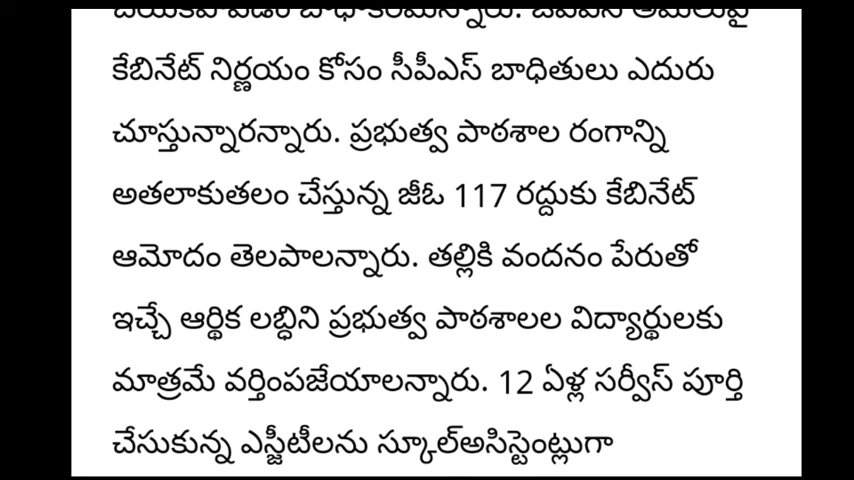 కేబినేట్ నిర్ణయం కోసం సీపీఎస్ బాధితులు ఎదురు
చూస్తున్నారన్నారు. ప్రభుత్వ పాఠశాల రంగాన్ని
అతలాకుతలం చేస్తున్న జీఓ 117 రద్దుకు కేబినేట్
ఆమోదం తెలపాలన్నారు. తల్లికి వందనం పేరుతో
ఇచ్చే ఆర్థిక లబ్ధిని ప్రభుత్వ పాఠశాలల విద్యార్థులకు
మాత్రమే వర్తింపజేయాలన్నారు. 12 ఏళ్ల సర్వీస్ పూర్తి
చేసుకున్న ఎస్జీటీలను స్కూల్అసిస్టెంట్లుగా